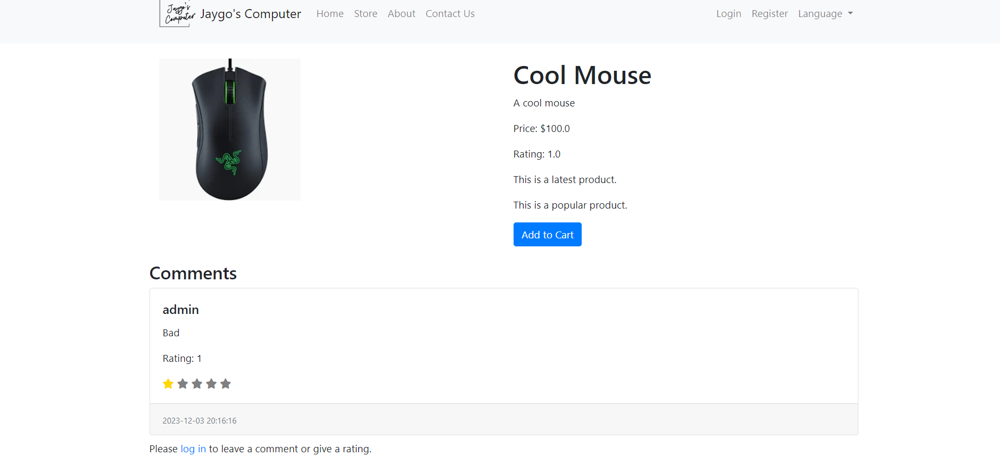 Jaygo's
Computer
Jaygo's Computer Home Store About Contact Us Login Register Language
Cool Mouse
A cool mouse
Price: $100.0
Rating: 1.0
This is a latest product.
This is a popular product.
Add to Cart
Comments
admin
Bad
Rating: 1
2023-12-03 20:16:16
Please log in to leave a comment or give a rating.